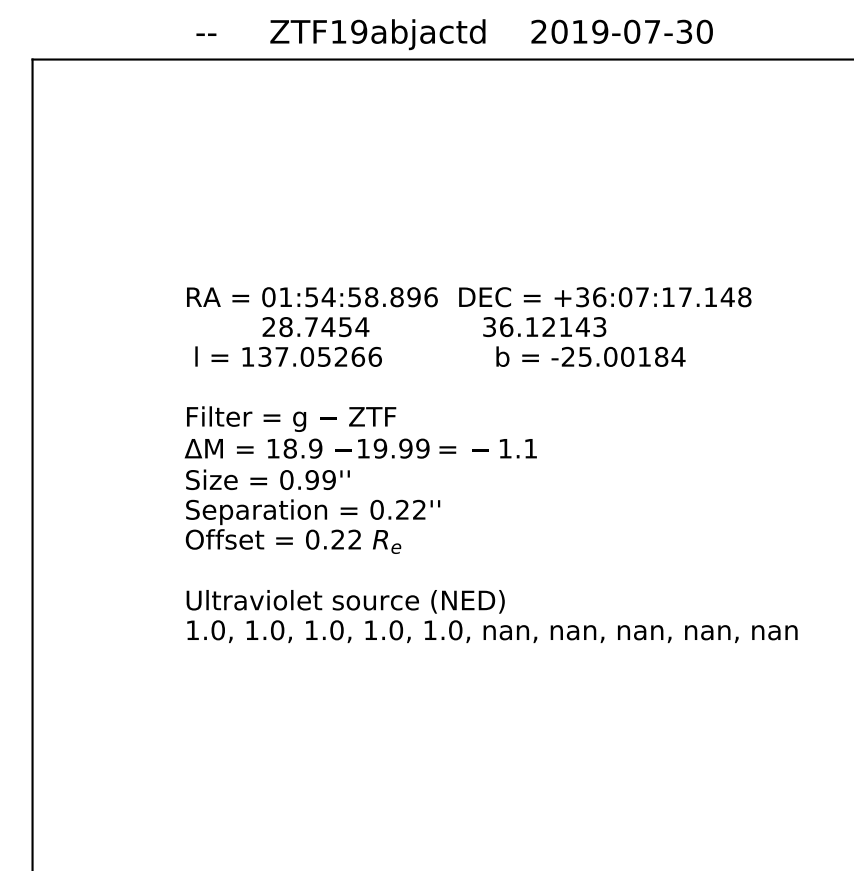 -- ZTF19abjactd 2019-07-30
RA = 01:54:58.896 DEC = +36:07:17.148
28.7454 36.12143
l = 137.05266 b = -25.00184
Filter = g − ZTF
ΔM = 18.9 −19.99 = − 1.1
Size = 0.99''
Separation = 0.22''
Offset = 0.22 Re
Ultraviolet source (NED)
1.0, 1.0, 1.0, 1.0, 1.0, nan, nan, nan, nan, nan